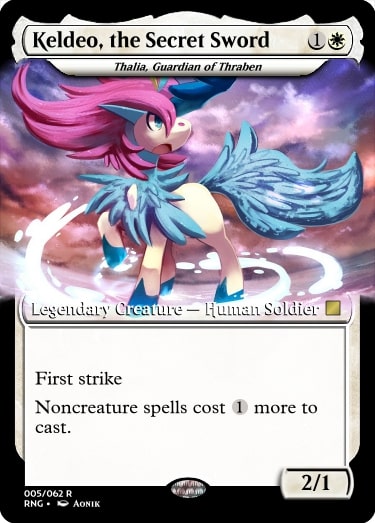 Keldeo, the Secret Sword 1
Thalia, Guardian of Thraben
Legendary Creature — Human Soldier
First strike
Noncreature spells cost 1 more to
cast.
2/1
005/062 R
RNG • Aonik